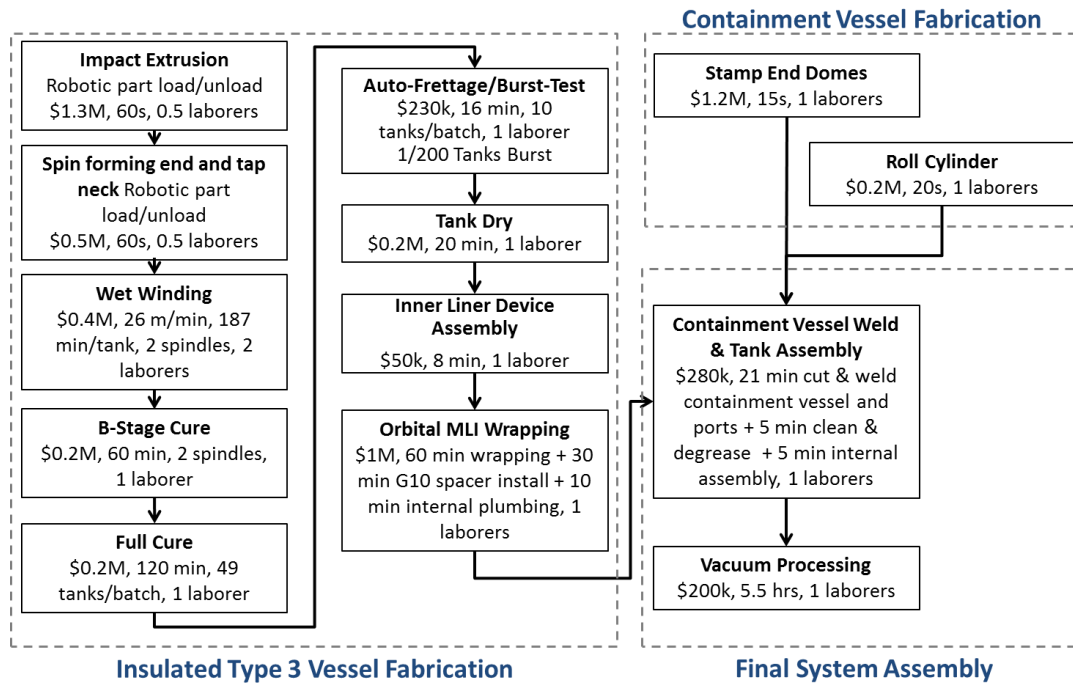 Containment Vessel Fabrication
Impact Extrusion
Robotic part load/unload
$1.3M, 60s, 0.5 laborers
Spin forming end and tap
neck Robotic part
load/unload
$0.5M, 60s, 0.5 laborers
Wet Winding
$0.4M, 26 m/min, 187
min/tank, 2 spindles, 2
laborers
B-Stage Cure
$0.2M, 60 min, 2 spindles,
1 laborer
Full Cure
$0.2M, 120 min, 49
tanks/batch, 1 laborer
Auto-Frettage/Burst-Test
$230k, 16 min, 10
tanks/batch, 1 laborer
1/200 Tanks Burst
Tank Dry
$0.2M, 20 min, 1 laborer
Inner Liner Device
Assembly
$50k, 8 min, 1 laborer
Orbital MLI Wrapping
$1M, 60 min wrapping + 30
min G10 spacer install + 10
min internal plumbing, 1
laborers
Stamp End Domes
$1.2M, 15s, 1 laborers
Roll Cylinder
$0.2M, 20s, 1 laborers
Containment Vessel Weld
& Tank Assembly
$280k, 21 min cut & weld
containment vessel and
ports + 5 min clean &
degrease + 5 min internal
assembly, 1 laborers
Vacuum Processing
$200k, 5.5 hrs, 1 laborers
Insulated Type 3 Vessel Fabrication
Final System Assembly